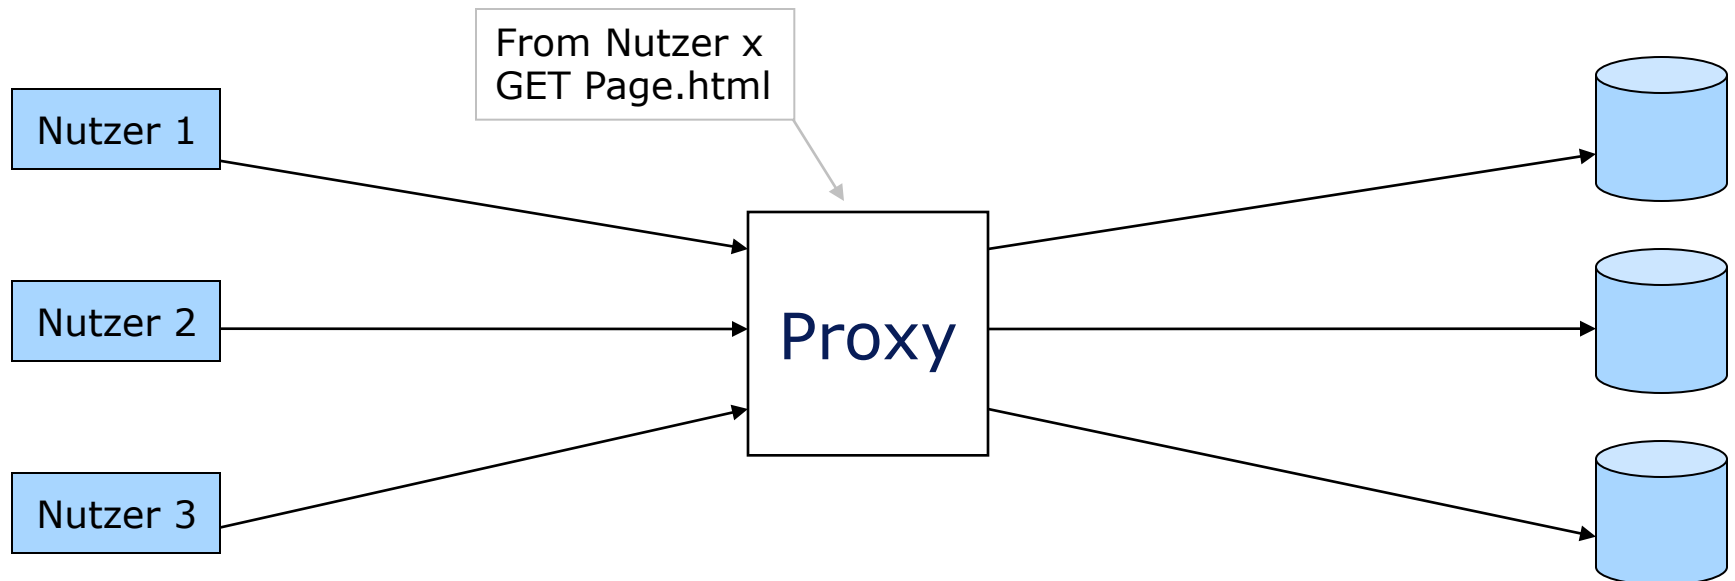 From Nutzer x
GET Page.html
Nutzer 1
Nutzer 2
Proxy
Nutzer 3